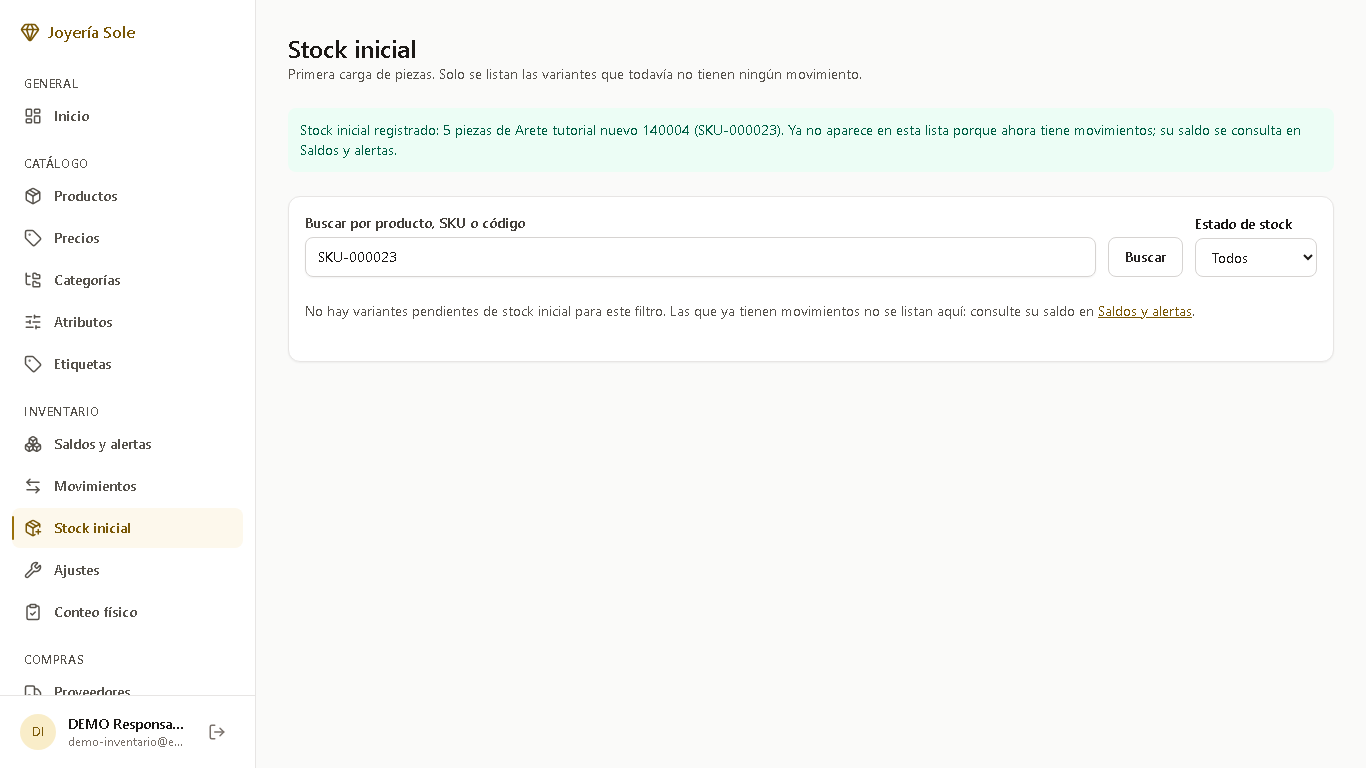 Joyería Sole
GENERAL
Inicio
CATÁLOGO
Productos
Precios
Categorías
Atributos
Etiquetas
INVENTARIO
Saldos y alertas
Movimientos
Stock inicial
Ajustes
Conteo físico
COMPRAS
Proveedores
DI
DEMO Responsa...
demo-inventario@e...
Stock inicial
Primera carga de piezas. Solo se listan las variantes que todavía no tienen ningún movimiento.
Stock inicial registrado: 5 piezas de Arete tutorial nuevo 140004 (SKU-000023). Ya no aparece en esta lista porque ahora tiene movimientos; su saldo se consulta en
Saldos y alertas.
Buscar por producto, SKU o código
SKU-000023
Buscar
Estado de stock
Todos
No hay variantes pendientes de stock inicial para este filtro. Las que ya tienen movimientos no se listan aquí: consulte su saldo en Saldos y alertas.